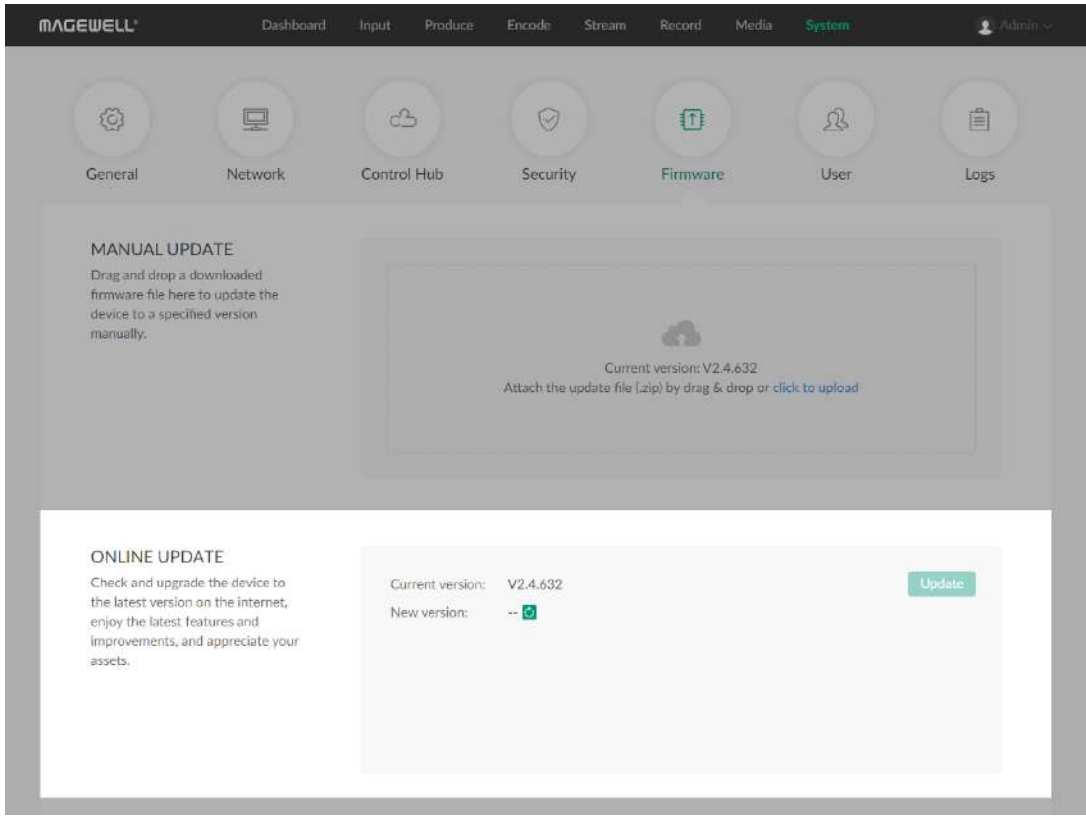 MAGEWELL®
Dashboard Input Produce Encode Stream Record Media System Admin
General Network Control Hub Security Firmware User Logs
MANUAL UPDATE
Drag and drop a downloaded
firmware file here to update the
device to a specified version
manually.
Current version: V2.4.632
Attach the update file (.zip) by drag & drop or click to upload
ONLINE UPDATE
Check and upgrade the device to
the latest version on the internet,
enjoy the latest features and
improvements, and appreciate your
assets.
Current version: V2.4.632
Update
New version: --